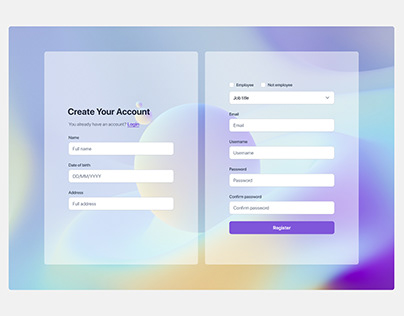 Create Your Account
You already have an account? Login
Name
Full name
Date of birth
DD/MM/YYYY
Address
Full address
Employee
Not employee
Job title
Email
Email
Username
Username
Password
Password
Confirm password
Confirm password
Register